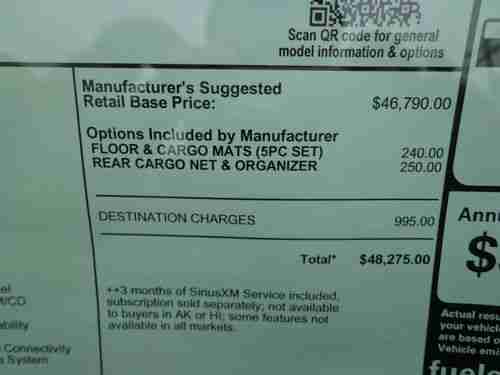 Scan QR code for general
model information & options
Manufacturer's Suggested
Retail Base Price: $46,790.00
Options Included by Manufacturer
FLOOR & CARGO MATS (5PC SET) 240.00
REAR CARGO NET & ORGANIZER 250.00
DESTINATION CHARGES 995.00
Total* $48,275.00
++3 months of SiriusXM Service included,
subscription sold separately; not available
to buyers in AK or HI; some features not
available in all markets.
el
M/CD
bility
Connectivity
s System
Annu
$
Actual resu
your vehicl
are based o
Vehicle emi
fuele